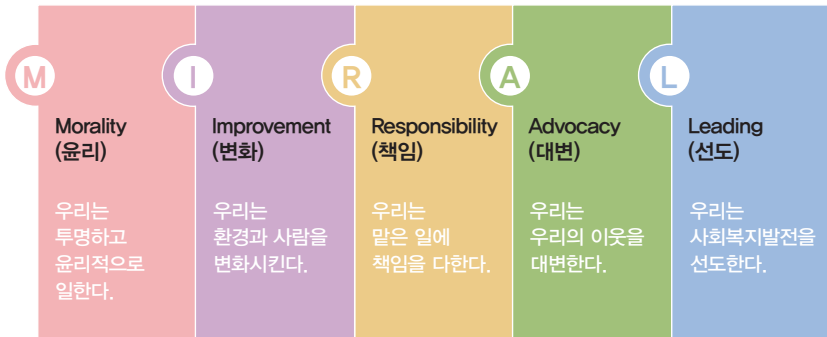 M
Morality
(윤리)
우리는
투명하고
윤리적으로
일한다.
I
Improvement
(변화)
우리는
환경과 사람을
변화시킨다.
R
Responsibility
(책임)
우리는
맡은 일에
책임을 다한다.
A
Advocacy
(대변)
우리는
우리의 이웃을
대변한다.
L
Leading
(선도)
우리는
사회복지발전을
선도한다.